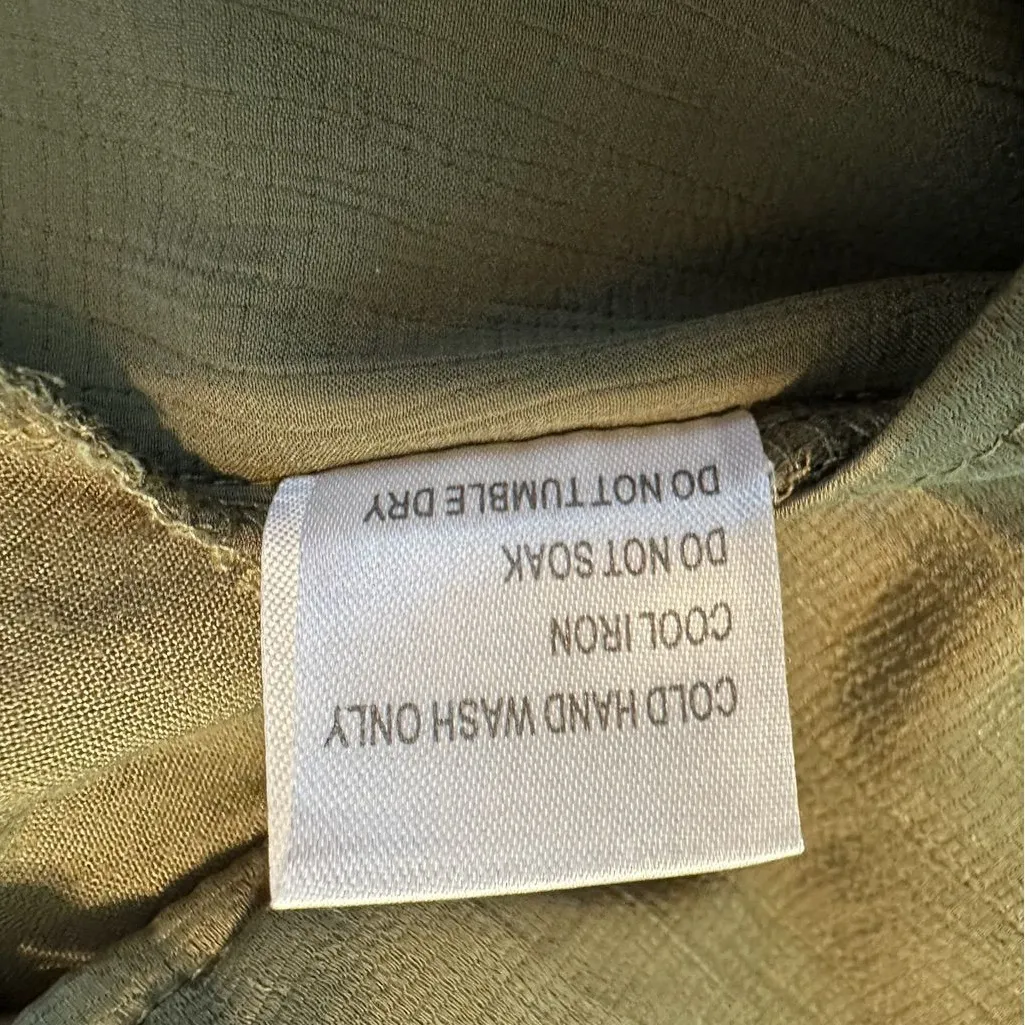 COLD HAND WASH ONLY
COOL IRON
DO NOT SOAK
DO NOT TUMBLE DRY